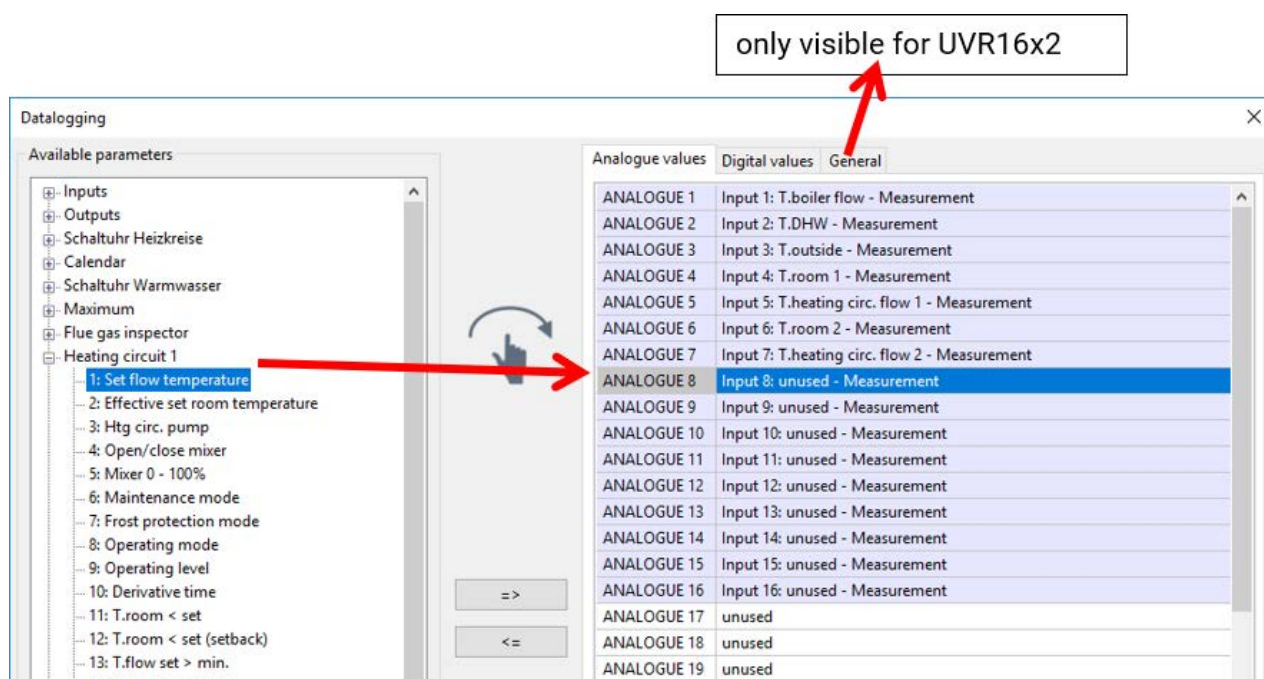 only visible for UVR16x2
Datalogging
Available parameters
Inputs
Outputs
Schaltuhr Heizkreise
Calendar
Schaltuhr Warmwasser
Maximum
Flue gas inspector
Heating circuit 1
1: Set flow temperature
2: Effective set room temperature
3: Htg circ. pump
4: Open/close mixer
5: Mixer 0 - 100%
6: Maintenance mode
7: Frost protection mode
8: Operating mode
9: Operating level
10: Derivative time
11: T.room < set
12: T.room < set (setback)
13: T.flow set > min.
=>
<=
Analogue values Digital values General
ANALOGUE 1 Input 1: T.boiler flow - Measurement
ANALOGUE 2 Input 2: T.DHW - Measurement
ANALOGUE 3 Input 3: T.outside - Measurement
ANALOGUE 4 Input 4: T.room 1 - Measurement
ANALOGUE 5 Input 5: T.heating circ. flow 1 - Measurement
ANALOGUE 6 Input 6: T.room 2 - Measurement
ANALOGUE 7 Input 7: T.heating circ. flow 2 - Measurement
ANALOGUE 8 Input 8: unused - Measurement
ANALOGUE 9 Input 9: unused - Measurement
ANALOGUE 10 Input 10: unused - Measurement
ANALOGUE 11 Input 11: unused - Measurement
ANALOGUE 12 Input 12: unused - Measurement
ANALOGUE 13 Input 13: unused - Measurement
ANALOGUE 14 Input 14: unused - Measurement
ANALOGUE 15 Input 15: unused - Measurement
ANALOGUE 16 Input 16: unused - Measurement
ANALOGUE 17 unused
ANALOGUE 18 unused
ANALOGUE 19 unused